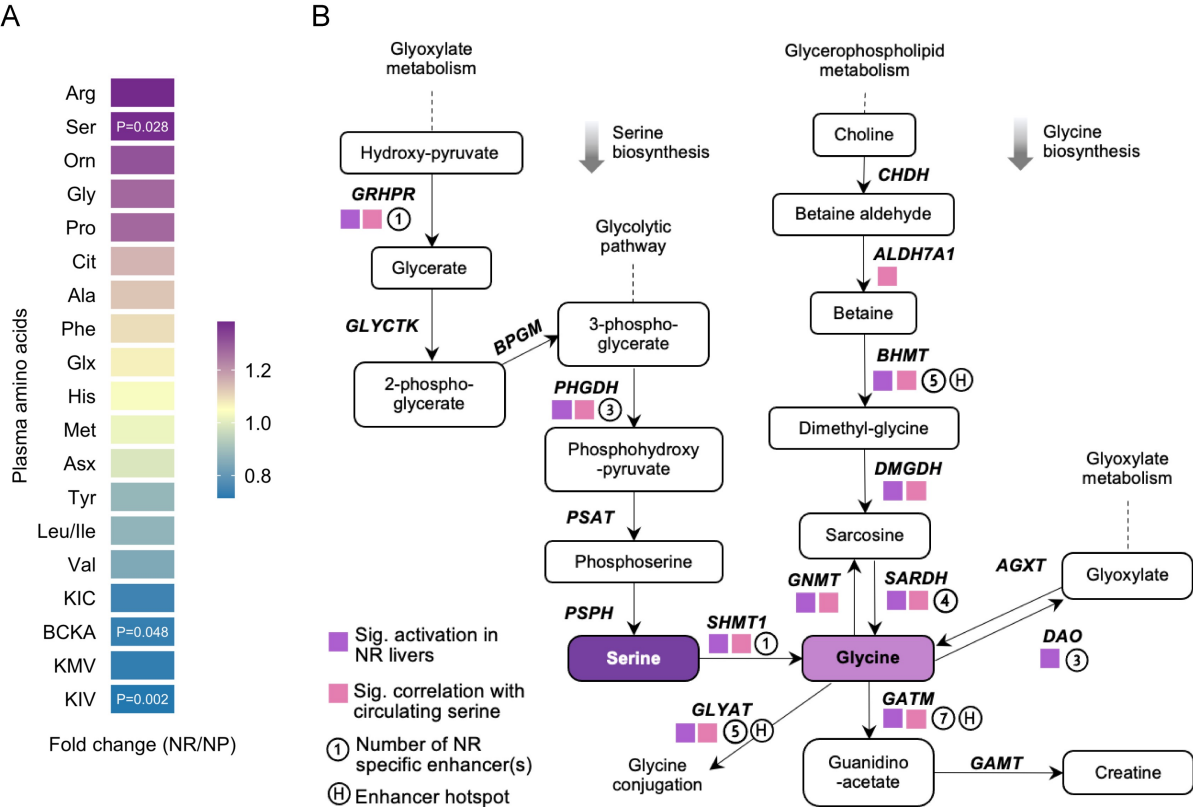 A
Arg
Ser
P=0.028
Orn
Gly
Pro
Cit
Ala
Phe
Glx
His
Met
Asx
Tyr
Leu/Ile
Val
KIC
BCKA
P=0.048
KMV
KIV
P=0.002
Plasma amino acids
1.2
1.0
0.8
Fold change (NR/NP)
B
Glyoxylate
metabolism
Hydroxy-pyruvate
GRHPR
1
Glycerate
GLYCTK
2-phospho-
glycerate
BPGM
Serine
biosynthesis
Glycolytic
pathway
3-phospho-
glycerate
PHGDH
3
Phosphohydroxy
-pyruvate
PSAT
Phosphoserine
PSPH
Serine
SHMT1
1
Glycerophospholipid
metabolism
Choline
CHDH
Betaine aldehyde
ALDH7A1
Betaine
BHMT
5 H
Dimethyl-glycine
DMGDH
Sarcosine
GNMT
SARDH
4
Glycine
Glycine
biosynthesis
Glyoxylate
metabolism
Glyoxylate
AGXT
DAO
3
GLYAT
5 H
Glycine
conjugation
GATM
7 H
Guanidino
-acetate
GAMT
Creatine
Sig. activation in
NR livers
Sig. correlation with
circulating serine
1 Number of NR
specific enhancer(s)
H Enhancer hotspot